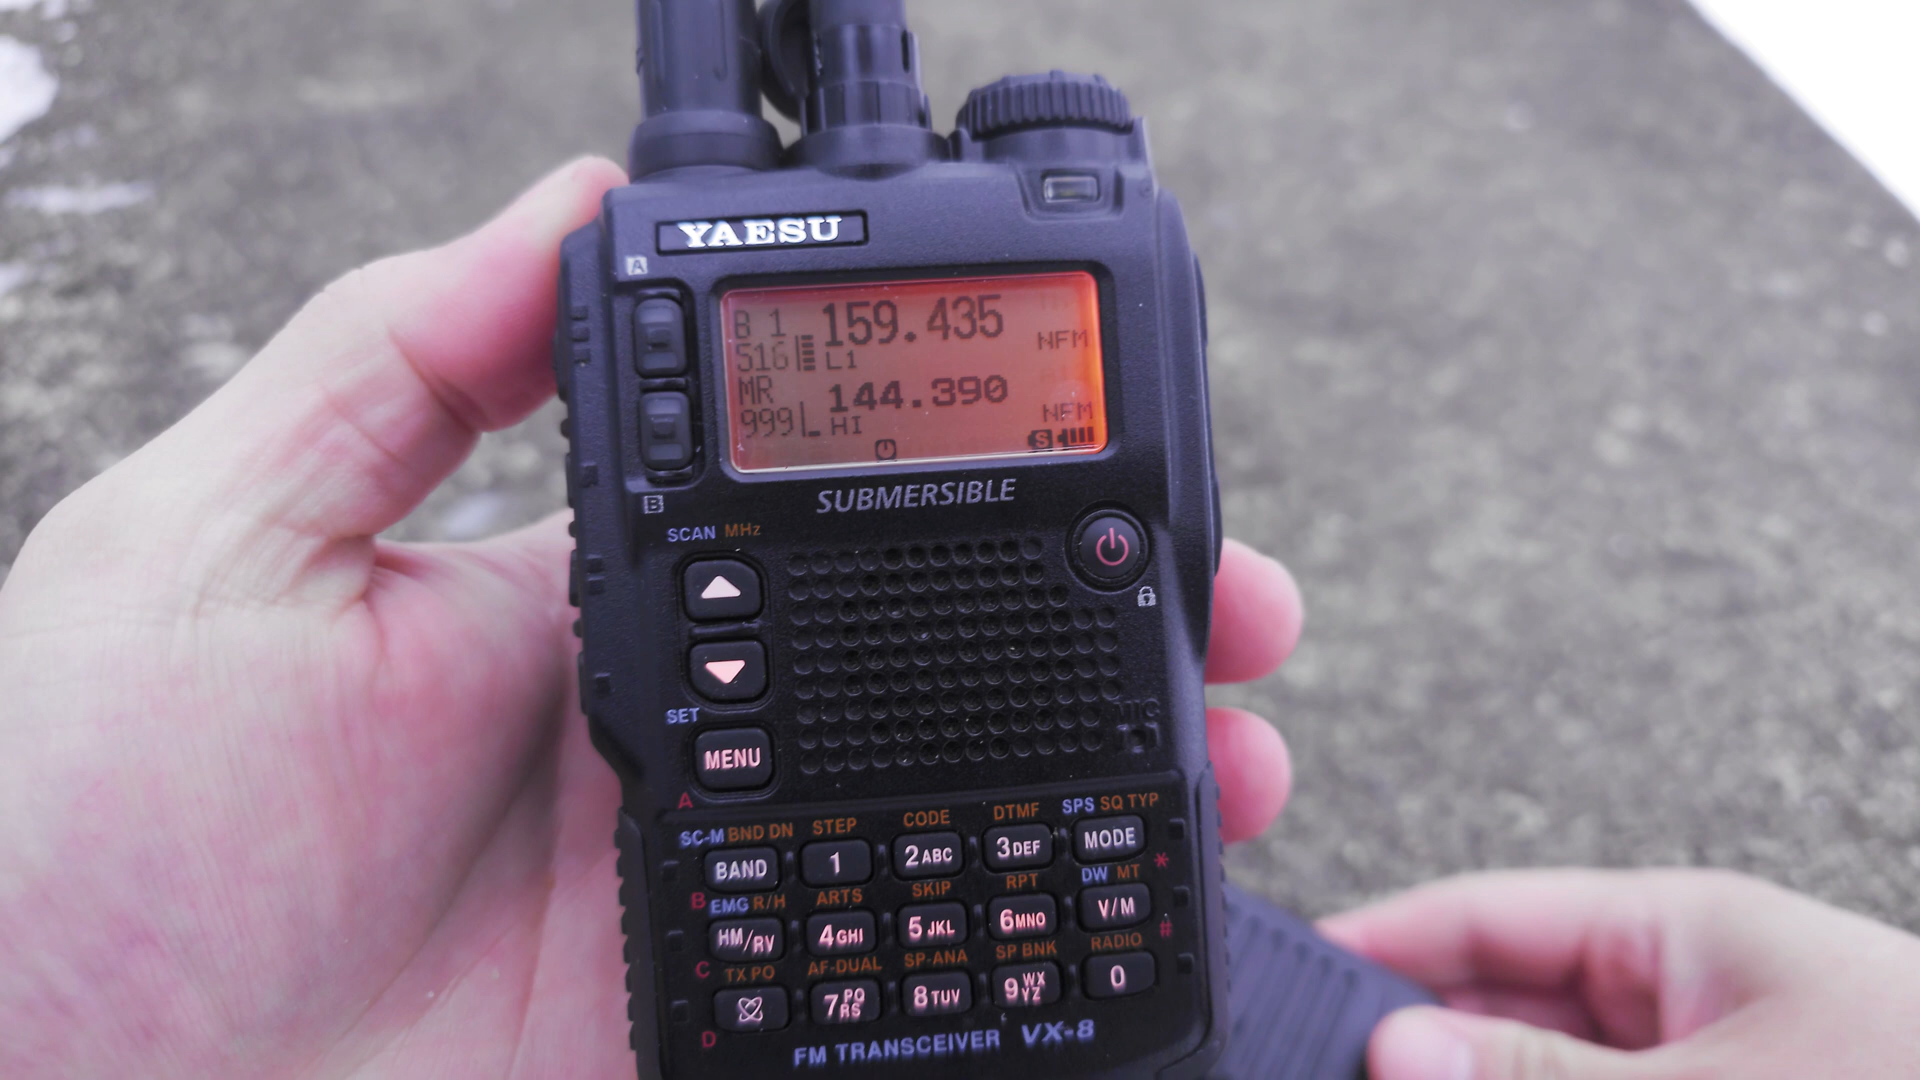 YAESU
A
B 1 159.435 NFM
516 L1
MR 144.390 NFM
999 HI
S
B
SUBMERSIBLE
SCAN MHz
SET
MENU
A
SC-M BND DN STEP CODE DTMF SPS SQ TYP
BAND 1 2ABC 3DEF MODE
B EMG R/H ARTS SKIP RPT DW MT *
HM/RV 4GHI 5JKL 6MNO V/M
C TX PO AF-DUAL SP-ANA SP BNK RADIO #
7PQRS 8TUV 9WXYZ 0
D
FM TRANSCEIVER VX-8